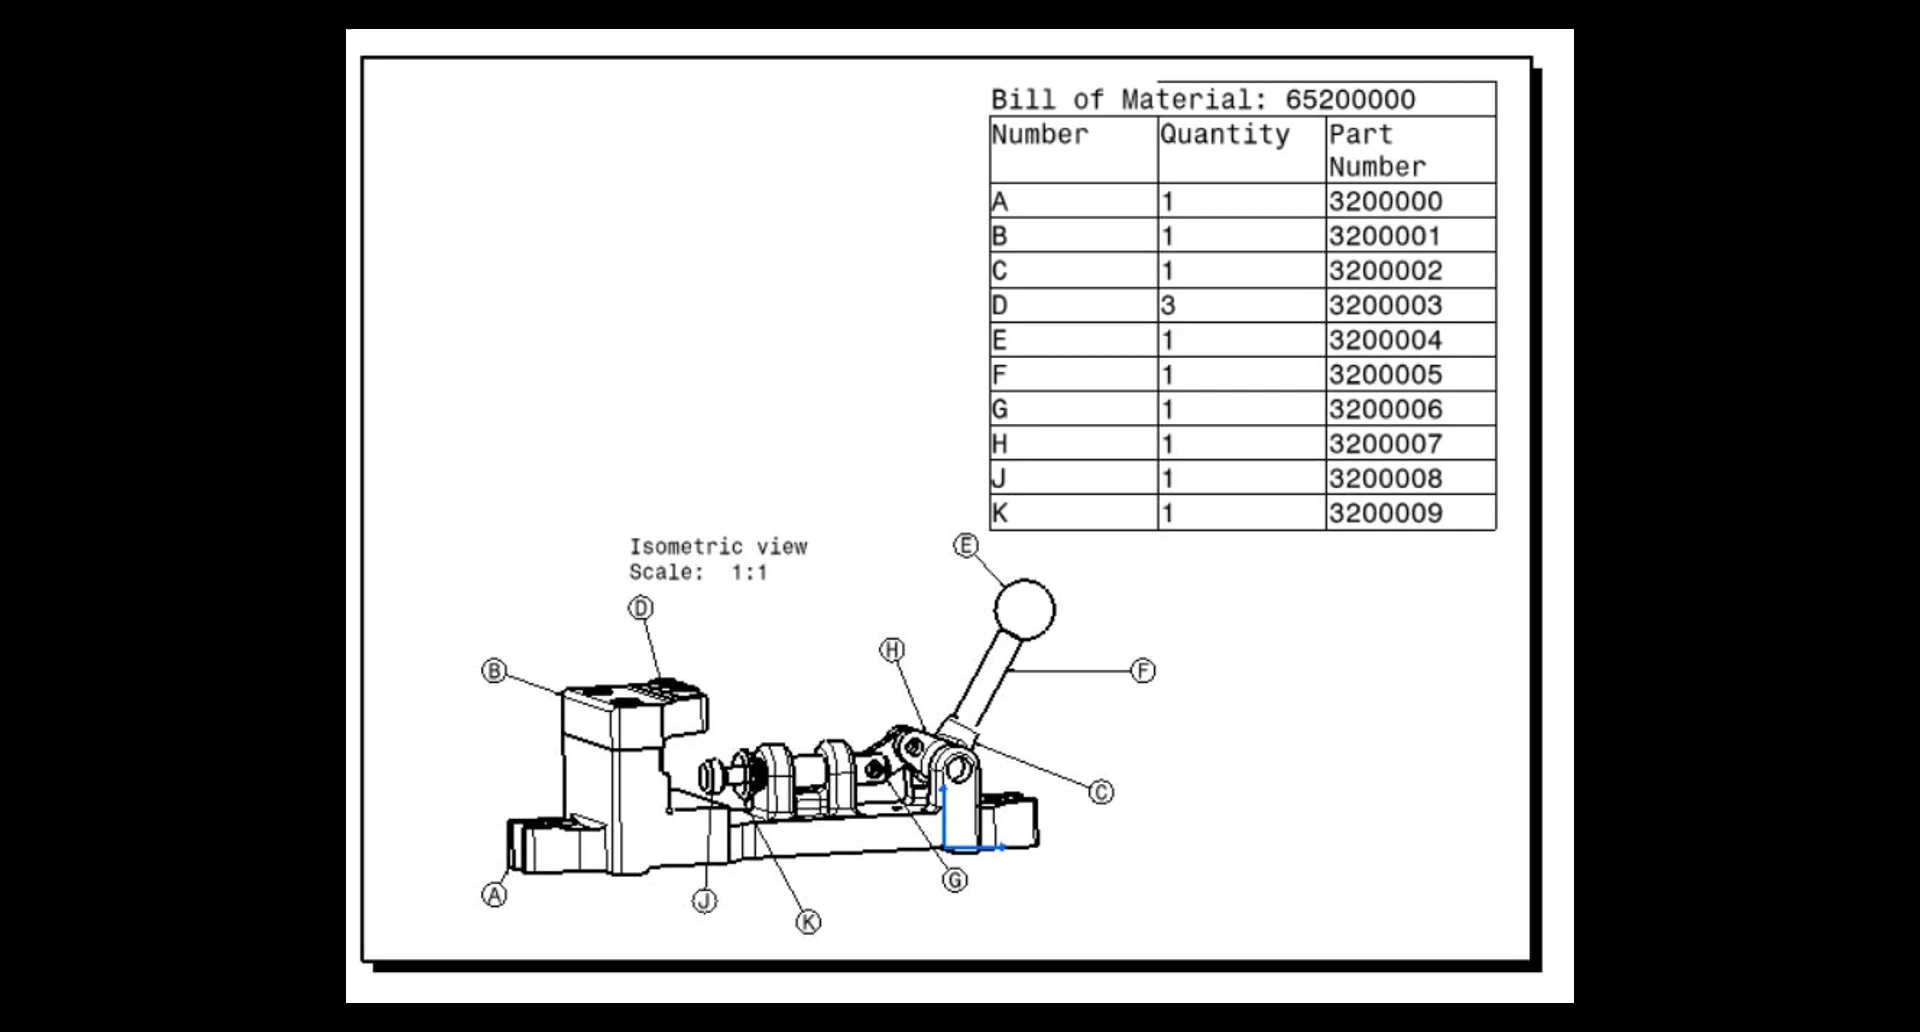 Bill of Material: 65200000
Number Quantity Part
Number
A 1 3200000
B 1 3200001
C 1 3200002
D 3 3200003
E 1 3200004
F 1 3200005
G 1 3200006
H 1 3200007
J 1 3200008
K 1 3200009
Isometric view
Scale: 1:1
E
D
H
B
F
C
G
A
J
K